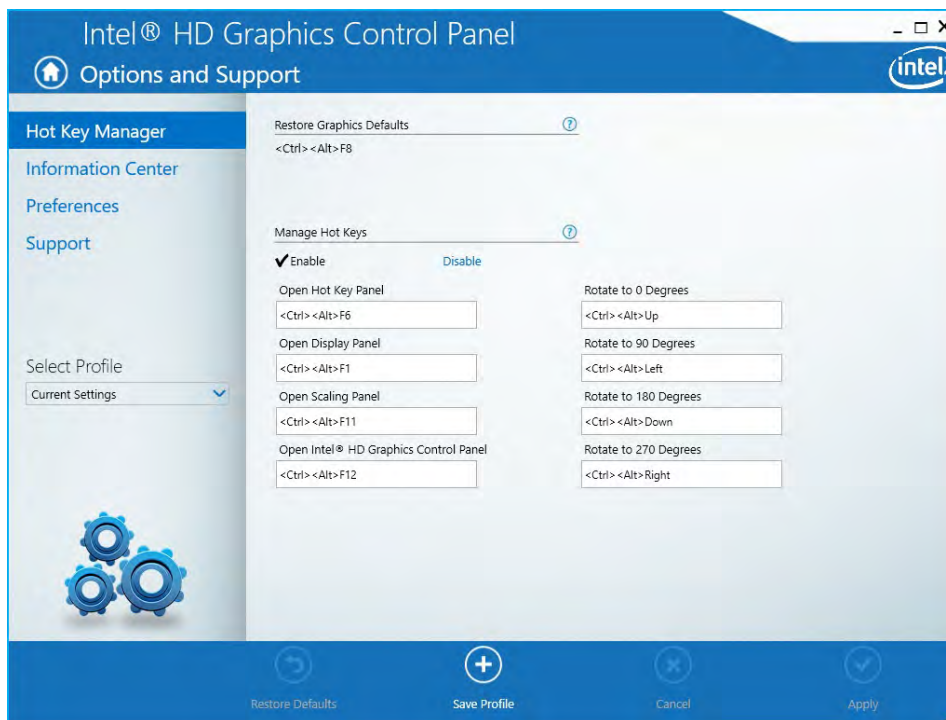 Intel® HD Graphics Control Panel
intel
Options and Support
Hot Key Manager
Information Center
Preferences
Support
Select Profile
Current Settings
Restore Graphics Defaults
<Ctrl><Alt>F8
Manage Hot Keys
Enable Disable
Open Hot Key Panel Rotate to 0 Degrees
<Ctrl><Alt>F6 <Ctrl><Alt>Up
Open Display Panel Rotate to 90 Degrees
<Ctrl><Alt>F1 <Ctrl><Alt>Left
Open Scaling Panel Rotate to 180 Degrees
<Ctrl><Alt>F11 <Ctrl><Alt>Down
Open Intel® HD Graphics Control Panel Rotate to 270 Degrees
<Ctrl><Alt>F12 <Ctrl><Alt>Right
Restore Defaults Save Profile Cancel Apply